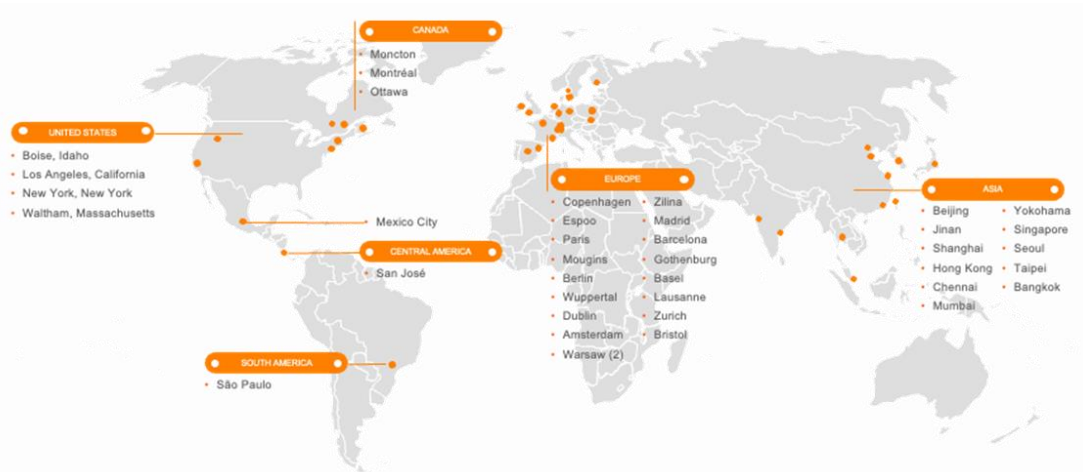 CANADA
Moncton
Montréal
Ottawa
UNITED STATES
Boise, Idaho
Los Angeles, California
New York, New York
Waltham, Massachusetts
Mexico City
CENTRAL AMERICA
San José
SOUTH AMERICA
São Paulo
EUROPE
Copenhagen
Espoo
Paris
Mougins
Berlin
Wuppertal
Dublin
Amsterdam
Warsaw (2)
Zilina
Madrid
Barcelona
Gothenburg
Basel
Lausanne
Zurich
Bristol
ASIA
Beijing
Jinan
Shanghai
Hong Kong
Chennai
Mumbai
Yokohama
Singapore
Seoul
Taipei
Bangkok